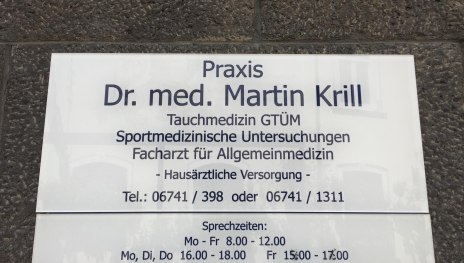 Praxis
Dr. med. Martin Krill
Tauchmedizin GTÜM
Sportmedizinische Untersuchungen
Facharzt für Allgemeinmedizin
- Hausärztliche Versorgung -
Tel.: 06741 / 398 oder 06741 / 1311
Sprechzeiten:
Mo - Fr 8.00 - 12.00
Mo, Di, Do 16.00 - 18.00 Fr 15.00 - 17.00